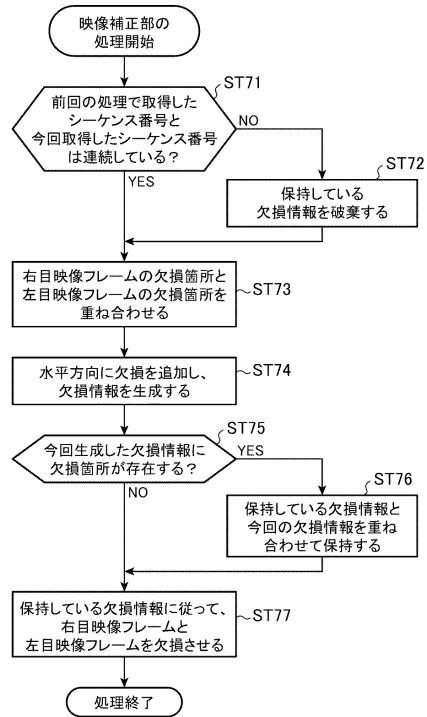 映像補正部の
処理開始
ST71
前回の処理で取得した
シーケンス番号と
今回取得したシーケンス番号
は連続している?
NO
YES
ST72
保持している
欠損情報を破棄する
右目映像フレームの欠損箇所と
左目映像フレームの欠損箇所を
重ね合わせる
ST73
水平方向に欠損を追加し、
欠損情報を生成する
ST74
ST75
今回生成した欠損情報に
欠損箇所が存在する?
YES
NO
ST76
保持している欠損情報と
今回の欠損情報を重ね
合わせて保持する
保持している欠損情報に従って、
右目映像フレームと
左目映像フレームを欠損させる
ST77
処理終了